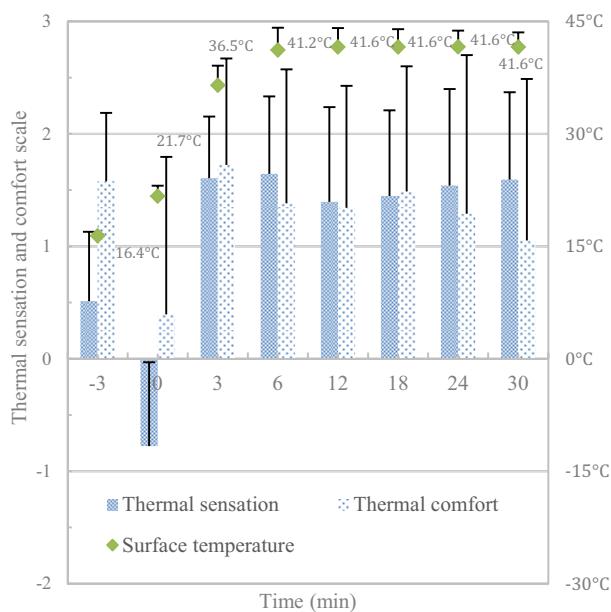 3
45°C
36.5°C
41.2°C
41.6°C
41.6°C
41.6°C
41.6°C
2
30°C
21.7°C
1
15°C
16.4°C
0
0°C
-3
0
3
6
12
18
24
30
-1
-15°C
Thermal sensation
Thermal comfort
Surface temperature
-2
-30°C
Time (min)
Thermal sensation and comfort scale